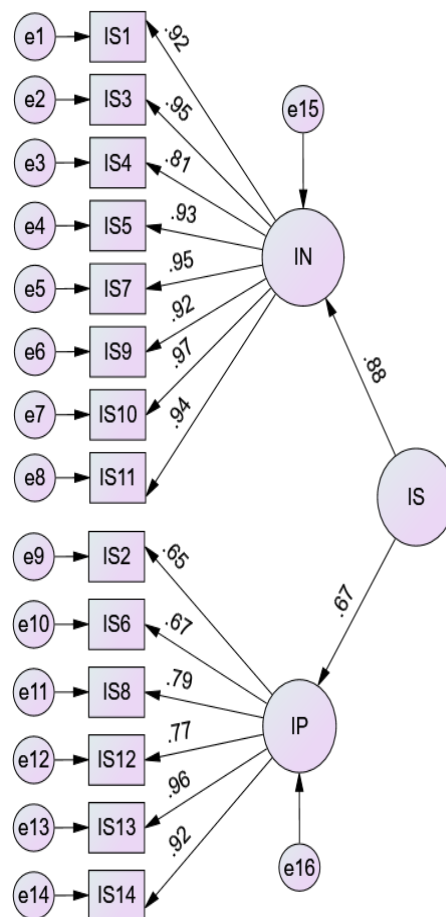 e1
IS1
.92
e2
IS3
.95
e15
e3
IS4
.81
e4
IS5
.93
IN
e5
IS7
.95
e6
IS9
.92
e7
IS10
.97
.88
e8
IS11
.94
IS
e9
IS2
.65
e10
IS6
.67
.67
e11
IS8
.79
IP
e12
IS12
.77
e13
IS13
.96
e14
IS14
.92
e16